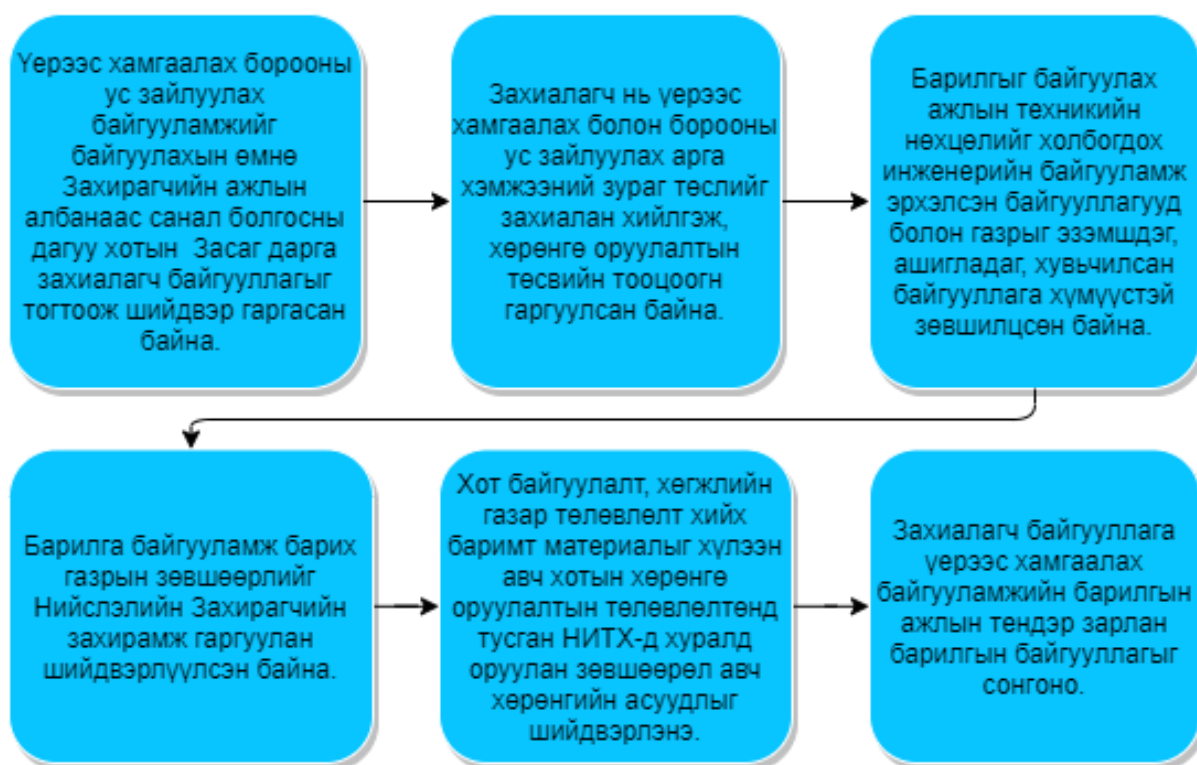 Үерээс хамгаалах борооны
ус зайлуулах
байгууламжийг
байгуулахын өмнө
Захирагчийн ажлын
албанаас санал болгосны
дагуу хотын Засаг дарга
захиалагч байгууллагыг
тогтоож шийдвэр гаргасан
байна.
Захиалагч нь үерээс
хамгаалах болон борооны
ус зайлуулах арга
хэмжээний зураг төслийг
захиалан хийлгэж,
хөрөнгө оруулалтын
төсвийн тооцоогн
гаргуулсан байна.
Барилгыг байгуулах
ажлын техникийн
нөхцөлийг холбогдох
инженерийн байгууламж
эрхэлсэн байгууллагууд
болон газрыг эзэмшдэг,
ашигладаг, хувьчилсан
байгууллага хүмүүстэй
зөвшилцсөн байна.
Барилга байгууламж барих
газрын зөвшөөрлийг
Нийслэлийн Захирагчийн
захирамж гаргуулан
шийдвэрлүүлсэн байна.
Хот байгуулалт, хөгжлийн
газар төлөвлөлт хийх
баримт материалыг хүлээн
авч хотын хөрөнгө
оруулалтын төлөвлөлтөнд
тусган НИТХ-д хуралд
оруулан зөвшөөрөл авч
хөрөнгийн асуудлыг
шийдвэрлэнэ.
Захиалагч байгууллага
үерээс хамгаалах
байгууламжийн барилгын
ажлын тендэр зарлан
барилгын байгууллагыг
сонгоно.